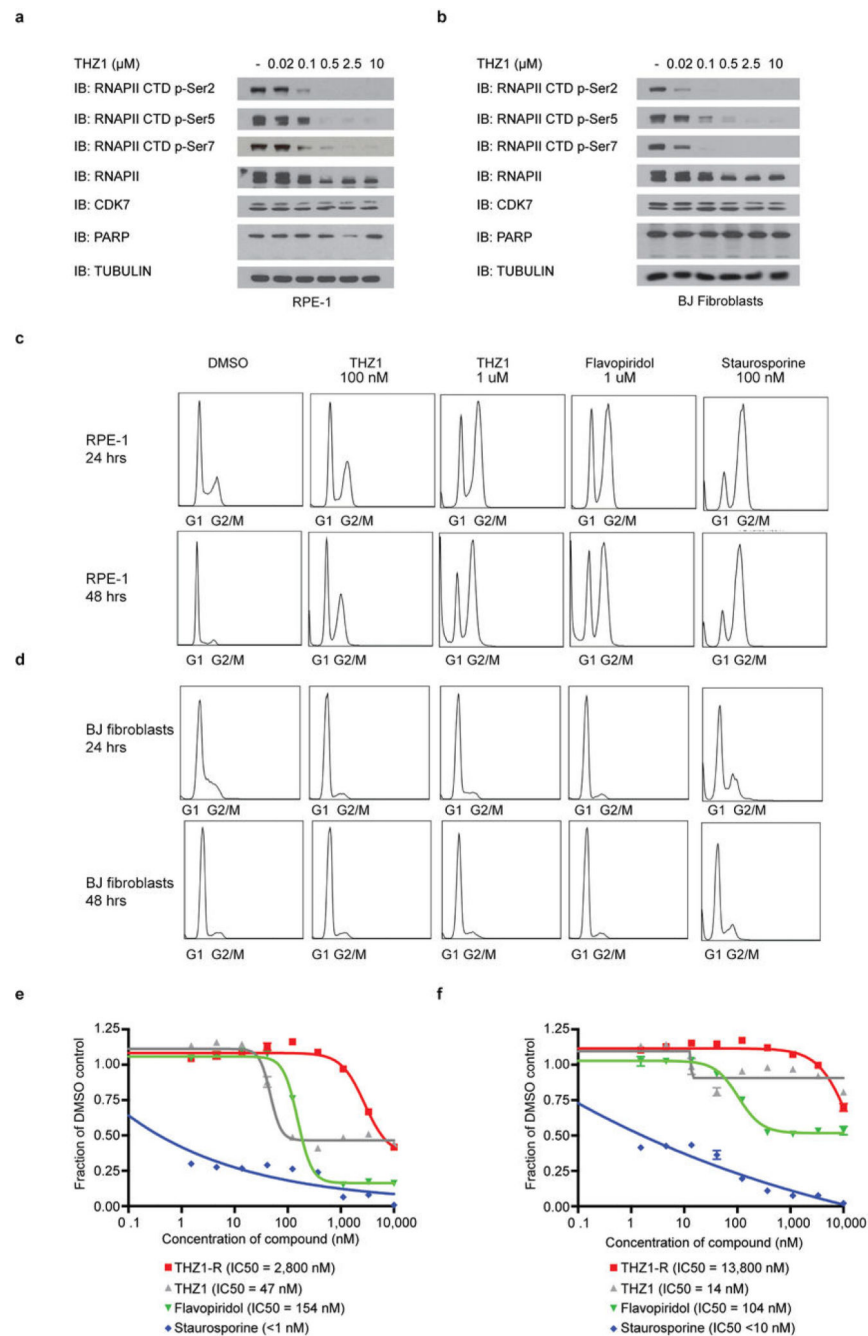 a
THZ1 (µM) - 0.02 0.1 0.5 2.5 10
IB: RNAPII CTD p-Ser2
IB: RNAPII CTD p-Ser5
IB: RNAPII CTD p-Ser7
IB: RNAPII
IB: CDK7
IB: PARP
IB: TUBULIN
RPE-1
b
THZ1 (µM) - 0.02 0.1 0.5 2.5 10
IB: RNAPII CTD p-Ser2
IB: RNAPII CTD p-Ser5
IB: RNAPII CTD p-Ser7
IB: RNAPII
IB: CDK7
IB: PARP
IB: TUBULIN
BJ Fibroblasts
c
DMSO
THZ1
100 nM
THZ1
1 uM
Flavopiridol
1 uM
Staurosporine
100 nM
RPE-1
24 hrs
G1 G2/M G1 G2/M G1 G2/M G1 G2/M G1 G2/M
RPE-1
48 hrs
G1 G2/M G1 G2/M G1 G2/M G1 G2/M G1 G2/M
d
BJ fibroblasts
24 hrs
G1 G2/M G1 G2/M G1 G2/M G1 G2/M G1 G2/M
BJ fibroblasts
48 hrs
G1 G2/M G1 G2/M G1 G2/M G1 G2/M G1 G2/M
e
Fraction of DMSO control
1.25
1.00
0.75
0.50
0.25
0.00
0.1 1 10 100 1,000 10,000
Concentration of compound (nM)
THZ1-R (IC50 = 2,800 nM)
THZ1 (IC50 = 47 nM)
Flavopiridol (IC50 = 154 nM)
Staurosporine (<1 nM)
f
Fraction of DMSO control
1.25
1.00
0.75
0.50
0.25
0.00
0.1 1 10 100 1,000 10,000
Concentration of compound (nM)
THZ1-R (IC50 = 13,800 nM)
THZ1 (IC50 = 14 nM)
Flavopiridol (IC50 = 104 nM)
Staurosporine (IC50 <10 nM)